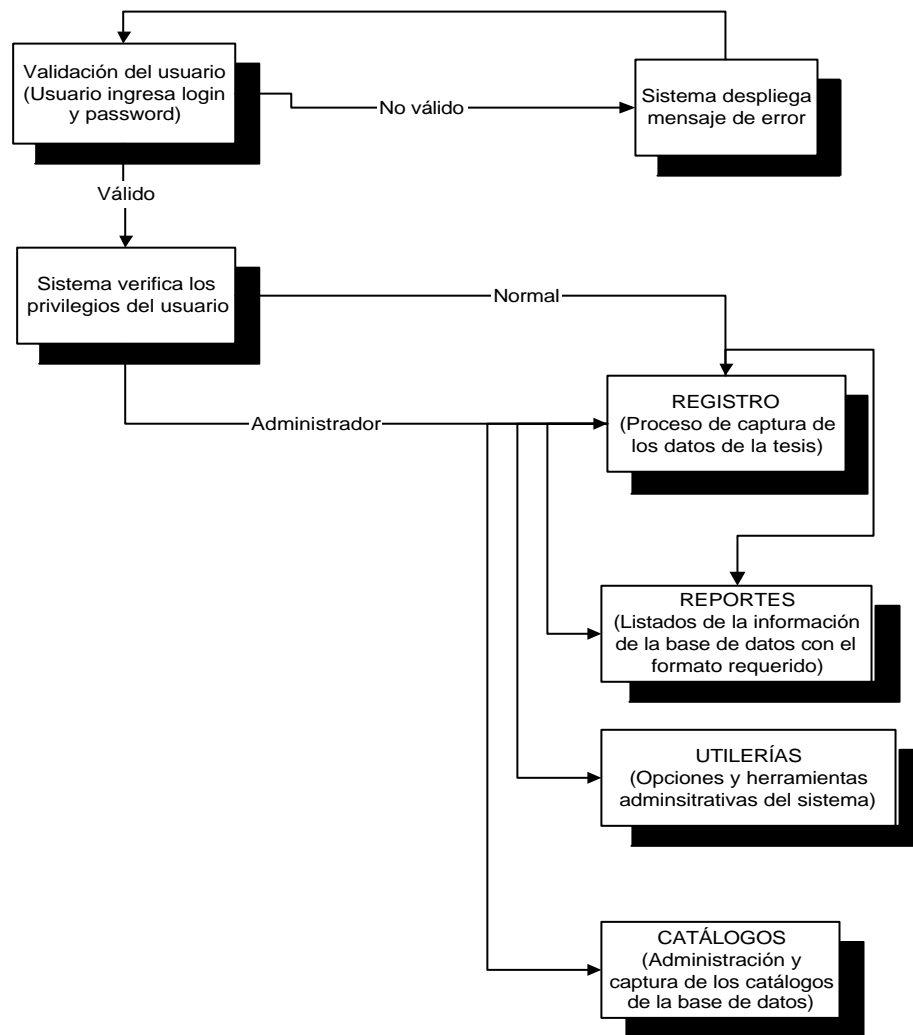 Validación del usuario
(Usuario ingresa login
y password)
No válido
Sistema despliega
mensaje de error
Válido
Sistema verifica los
privilegios del usuario
Normal
Administrador
REGISTRO
(Proceso de captura de
los datos de la tesis)
REPORTES
(Listados de la información
de la base de datos con el
formato requerido)
UTILERÍAS
(Opciones y herramientas
adminsitrativas del sistema)
CATÁLOGOS
(Administración y
captura de los catálogos
de la base de datos)